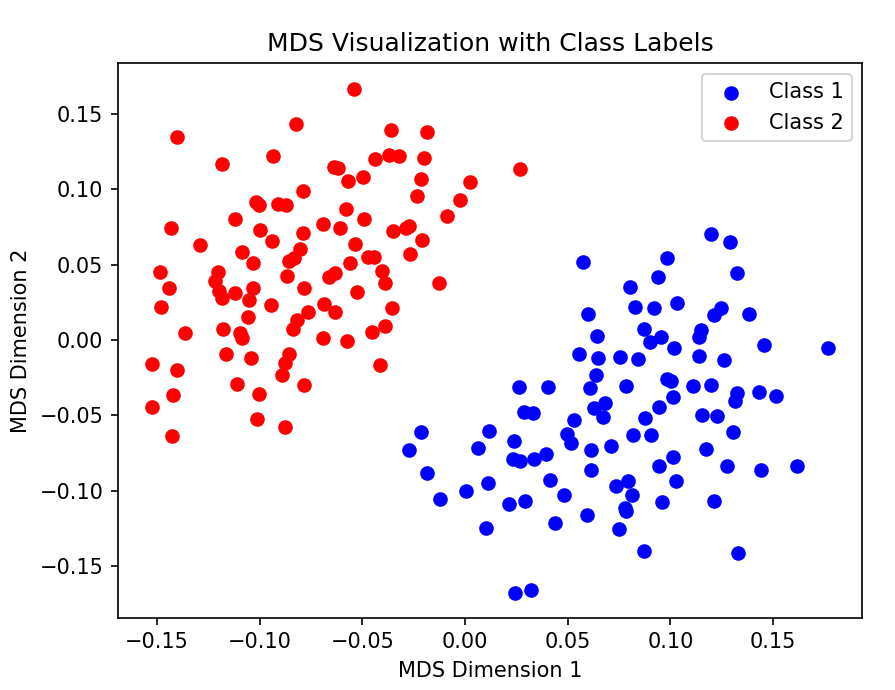 MDS Visualization with Class Labels
Class 1
Class 2
MDS Dimension 2
0.15
0.10
0.05
0.00
−0.05
−0.10
−0.15
−0.15
−0.10
−0.05
0.00
0.05
0.10
0.15
MDS Dimension 1